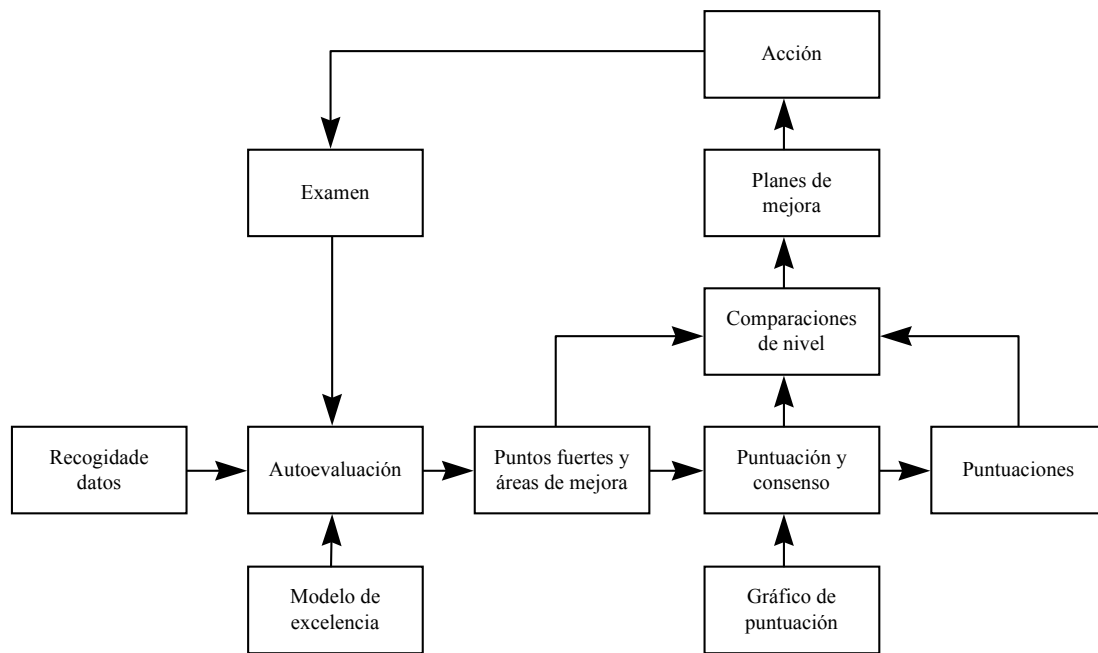 Acción
Examen
Planes de
mejora
Comparaciones
de nivel
Recogidade
datos
Autoevaluación
Puntos fuertes y
áreas de mejora
Puntuación y
consenso
Puntuaciones
Modelo de
excelencia
Gráfico de
puntuación